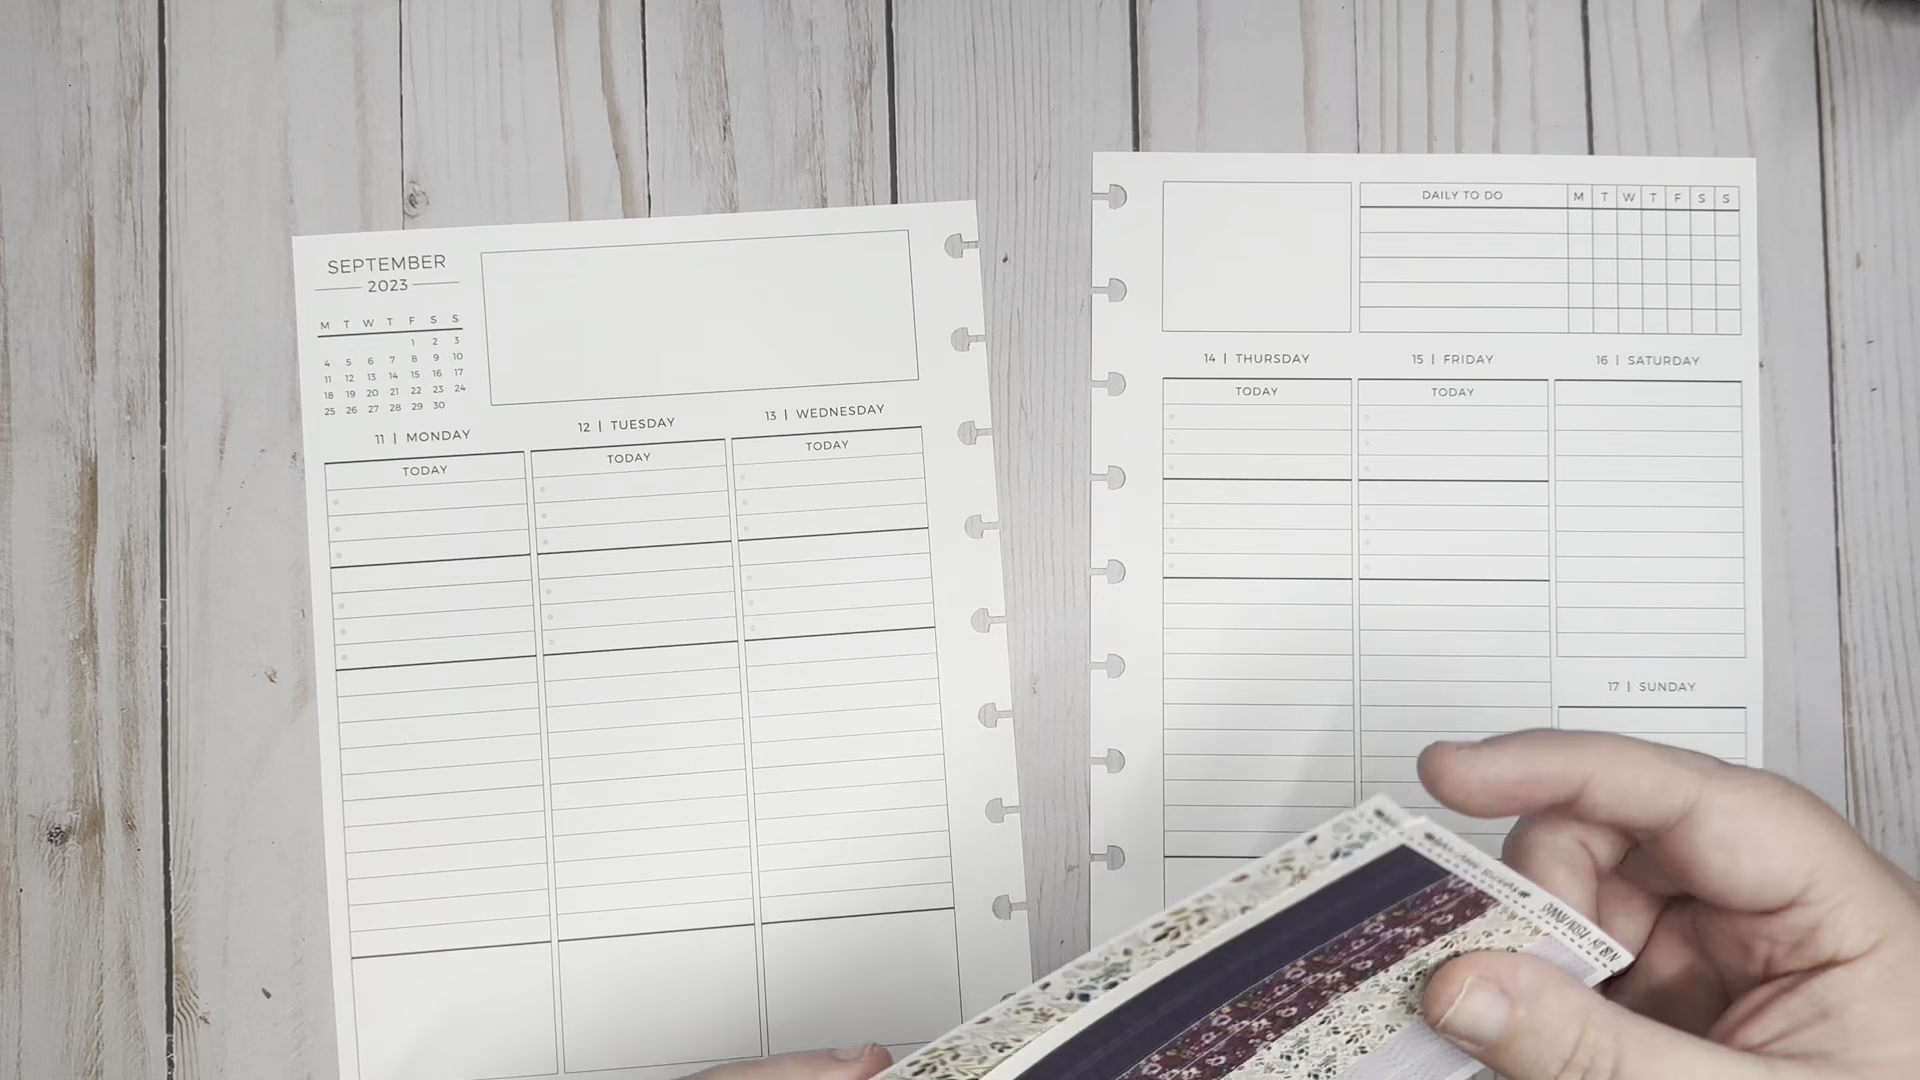 SEPTEMBER
2023
M T W T F S S
1 2 3
4 5 6 7 8 9 10
11 12 13 14 15 16 17
18 19 20 21 22 23 24
25 26 27 28 29 30
11 | MONDAY
12 | TUESDAY
13 | WEDNESDAY
TODAY
TODAY
TODAY
DAILY TO DO
M T W T F S S
14 | THURSDAY
15 | FRIDAY
16 | SATURDAY
TODAY
TODAY
17 | SUNDAY